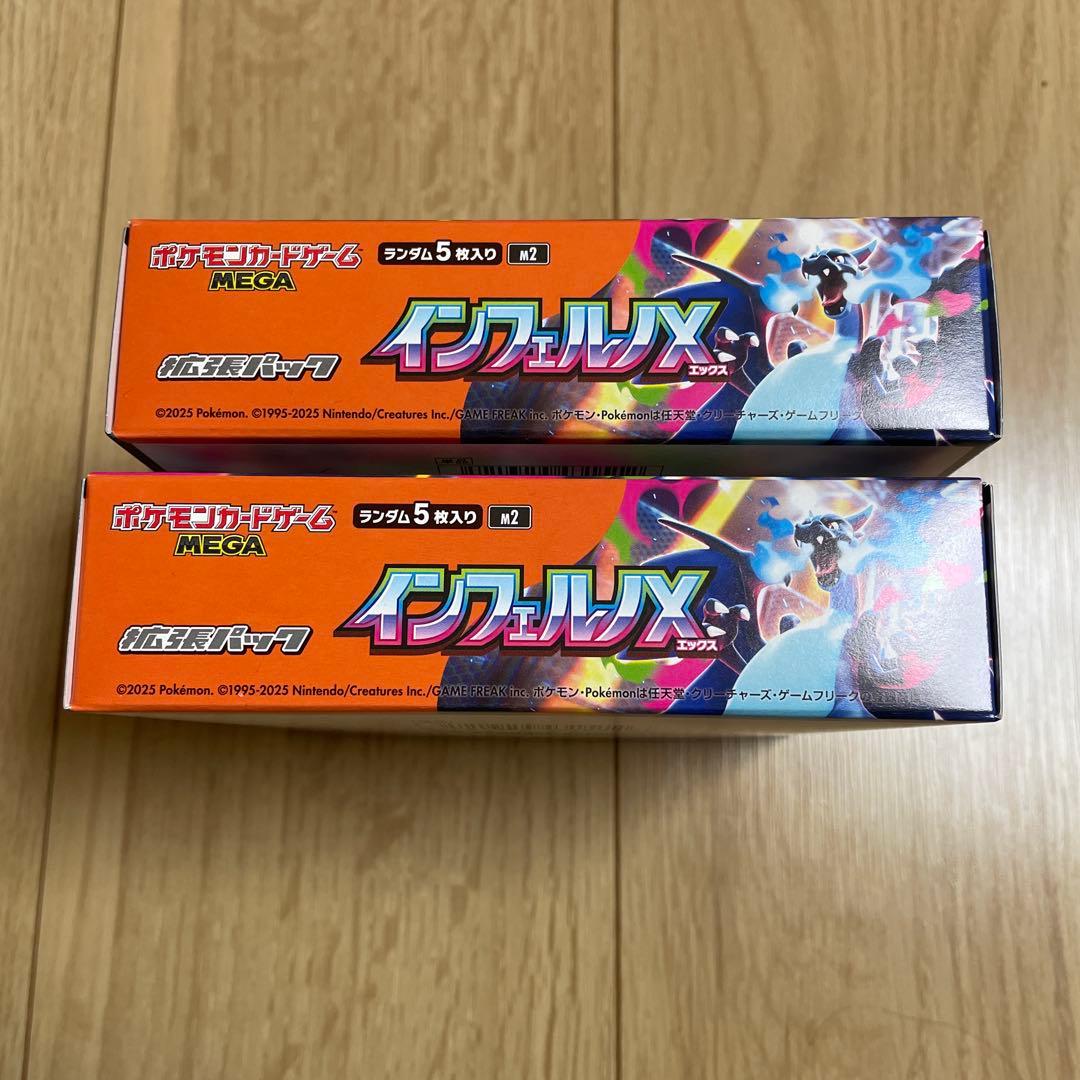 ポケモンカードゲーム
MEGA
ランダム5枚入り M2
インフェルノX
エックス
拡張パック
©2025 Pokémon. ©1995-2025 Nintendo/Creatures Inc./GAME FREAK inc. ポケモン・Pokémonは任天堂・クリーチャーズ・ゲームフリーク
単品
ポケモンカードゲーム
MEGA
ランダム5枚入り M2
インフェルノX
エックス
拡張パック
©2025 Pokémon. ©1995-2025 Nintendo/Creatures Inc./GAME FREAK inc. ポケモン・Pokémonは任天堂・クリーチャーズ・ゲームフリークの